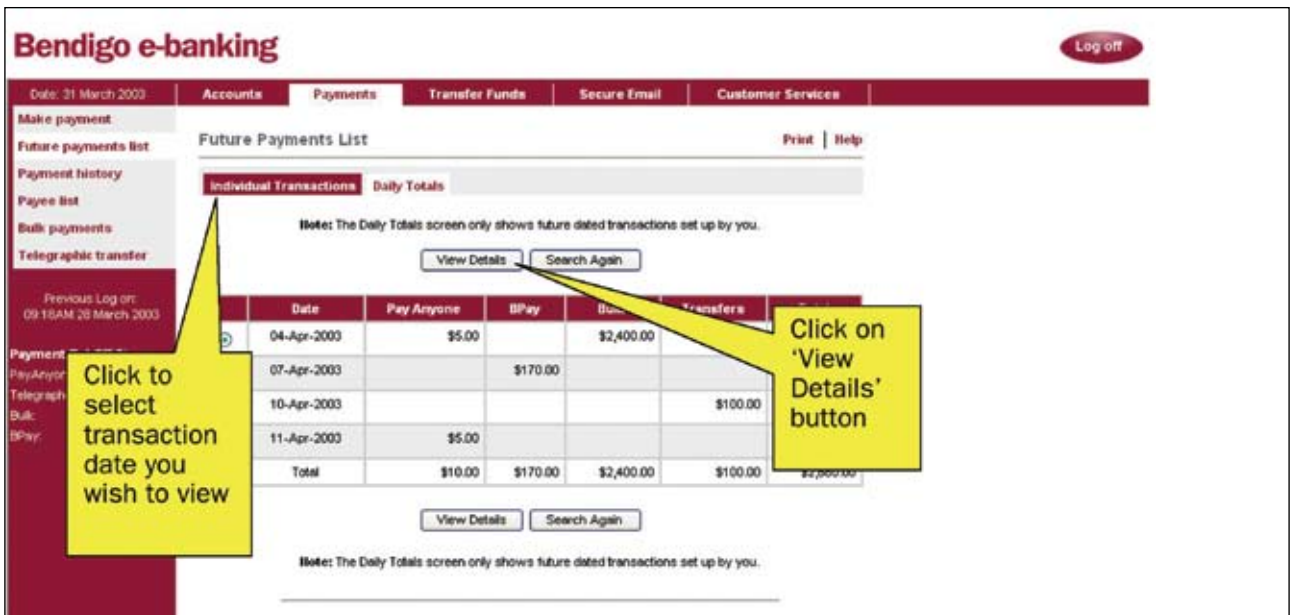 Bendigo e-banking
Log off
Date: 31 March 2003
Accounts
Payments
Transfer Funds
Secure Email
Customer Services
Make payment
Future payments list
Payment history
Payee list
Bulk payments
Telegraphic transfer
Previous Log on:
09:18AM 28 March 2003
Payment
BPay:
Future Payments List
Print | Help
Individual Transactions
Daily Totals
Note: The Daily Totals screen only shows future dated transactions set up by you.
View Details
Search Again
Date Pay Anyone BPay Transfers
04-Apr-2003 $5.00 $2,400.00
07-Apr-2003 $170.00
10-Apr-2003 $100.00
11-Apr-2003 $5.00
Total $10.00 $170.00 $2,400.00 $100.00
View Details
Search Again
Note: The Daily Totals screen only shows future dated transactions set up by you.
Click to
select
transaction
date you
wish to view
Click on
‘View
Details’
button